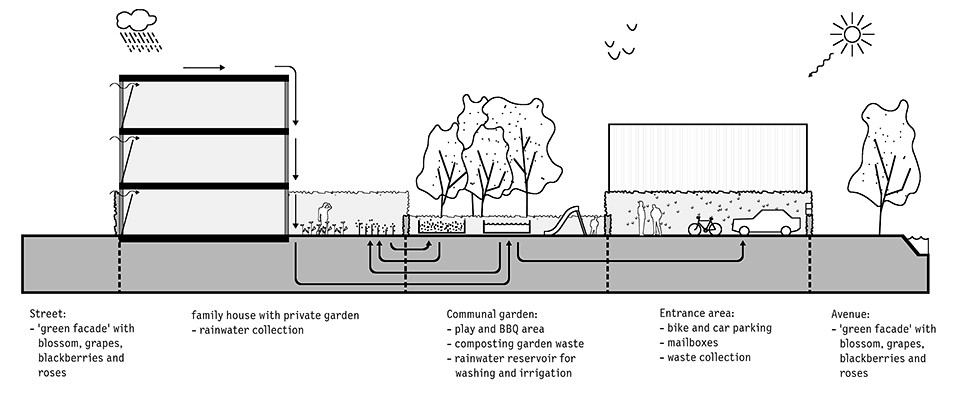 Street:
- 'green facade' with
blossom, grapes,
blackberries and
roses
family house with private garden
- rainwater collection
Communal garden:
- play and BBQ area
- composting garden waste
- rainwater reservoir for
washing and irrigation
Entrance area:
- bike and car parking
- mailboxes
- waste collection
Avenue:
- 'green facade' with
blossom, grapes,
blackberries and
roses